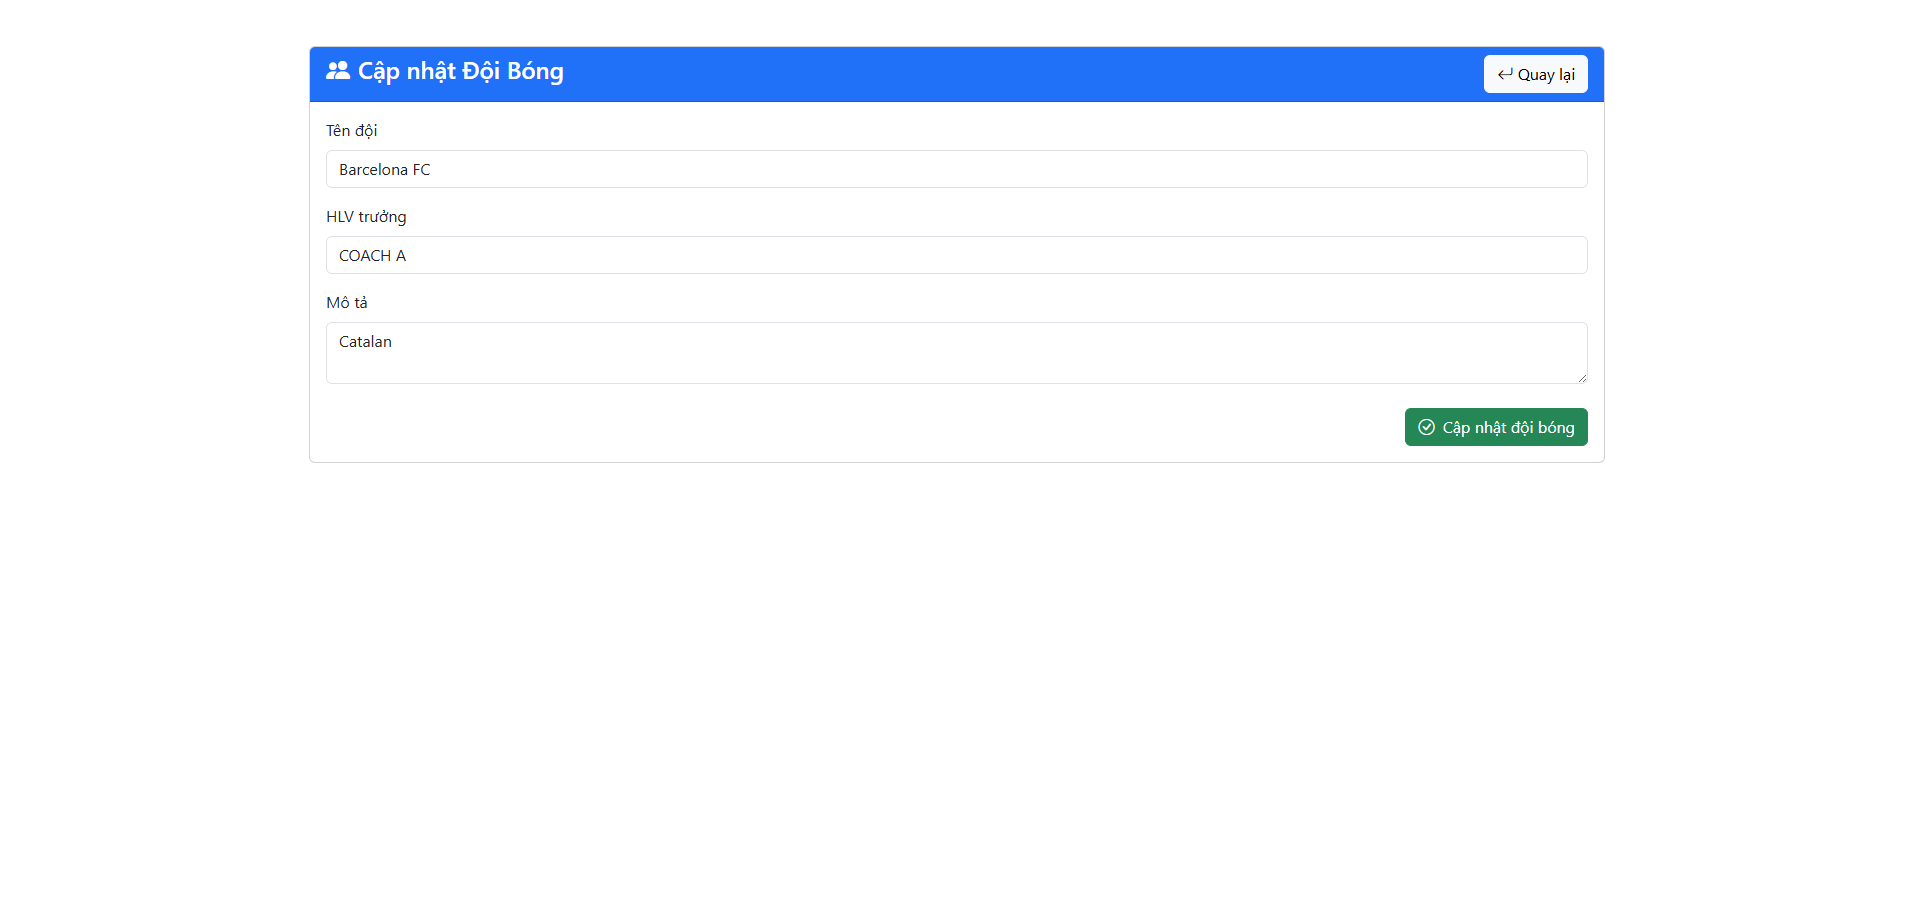 Cập nhật Đội Bóng
Quay lại
Tên đội
Barcelona FC
HLV trưởng
COACH A
Mô tả
Catalan
Cập nhật đội bóng